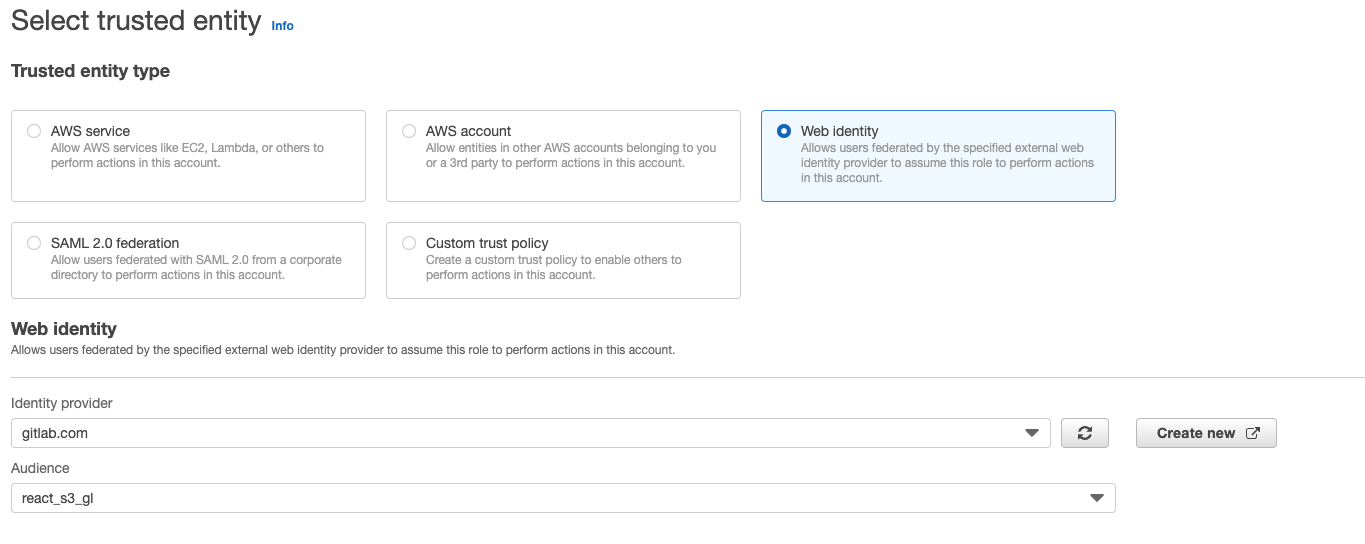 Select trusted entity Info
Trusted entity type
AWS service
Allow AWS services like EC2, Lambda, or others to
perform actions in this account.
AWS account
Allow entities in other AWS accounts belonging to you
or a 3rd party to perform actions in this account.
Web identity
Allows users federated by the specified external web
identity provider to assume this role to perform actions
in this account.
SAML 2.0 federation
Allow users federated with SAML 2.0 from a corporate
directory to perform actions in this account.
Custom trust policy
Create a custom trust policy to enable others to
perform actions in this account.
Web identity
Allows users federated by the specified external web identity provider to assume this role to perform actions in this account.
Identity provider
gitlab.com
Create new
Audience
react_s3_gl